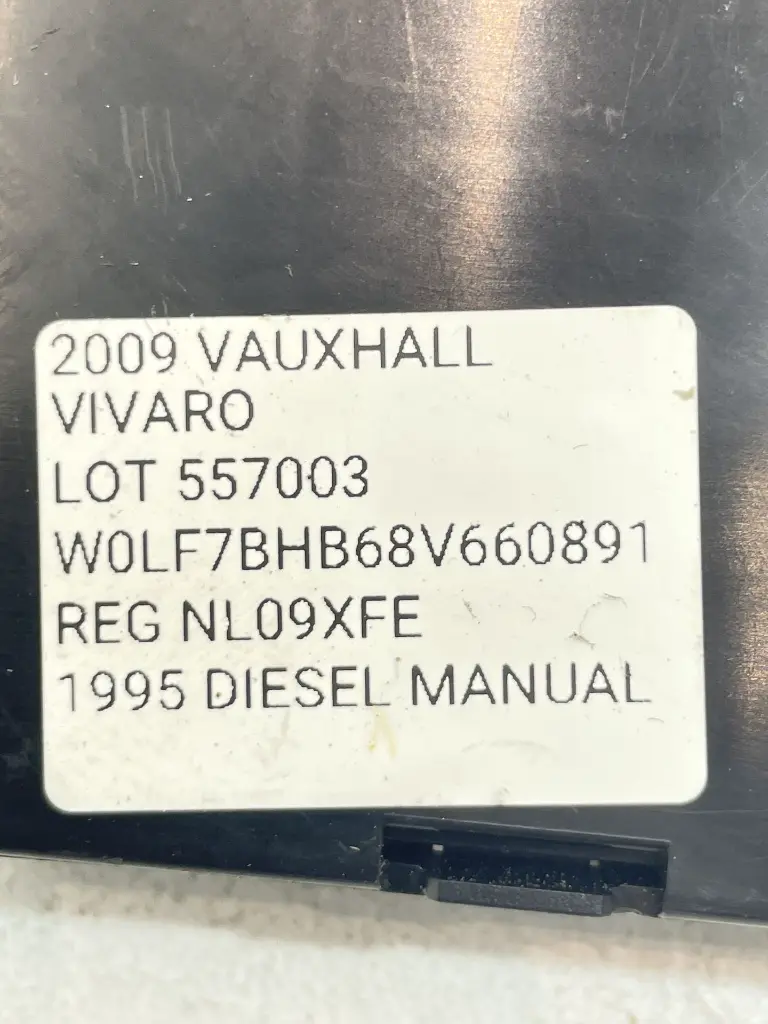 2009 VAUXHALL
VIVARO
LOT 557003
W0LF7BHB68V660891
REG NL09XFE
1995 DIESEL MANUAL